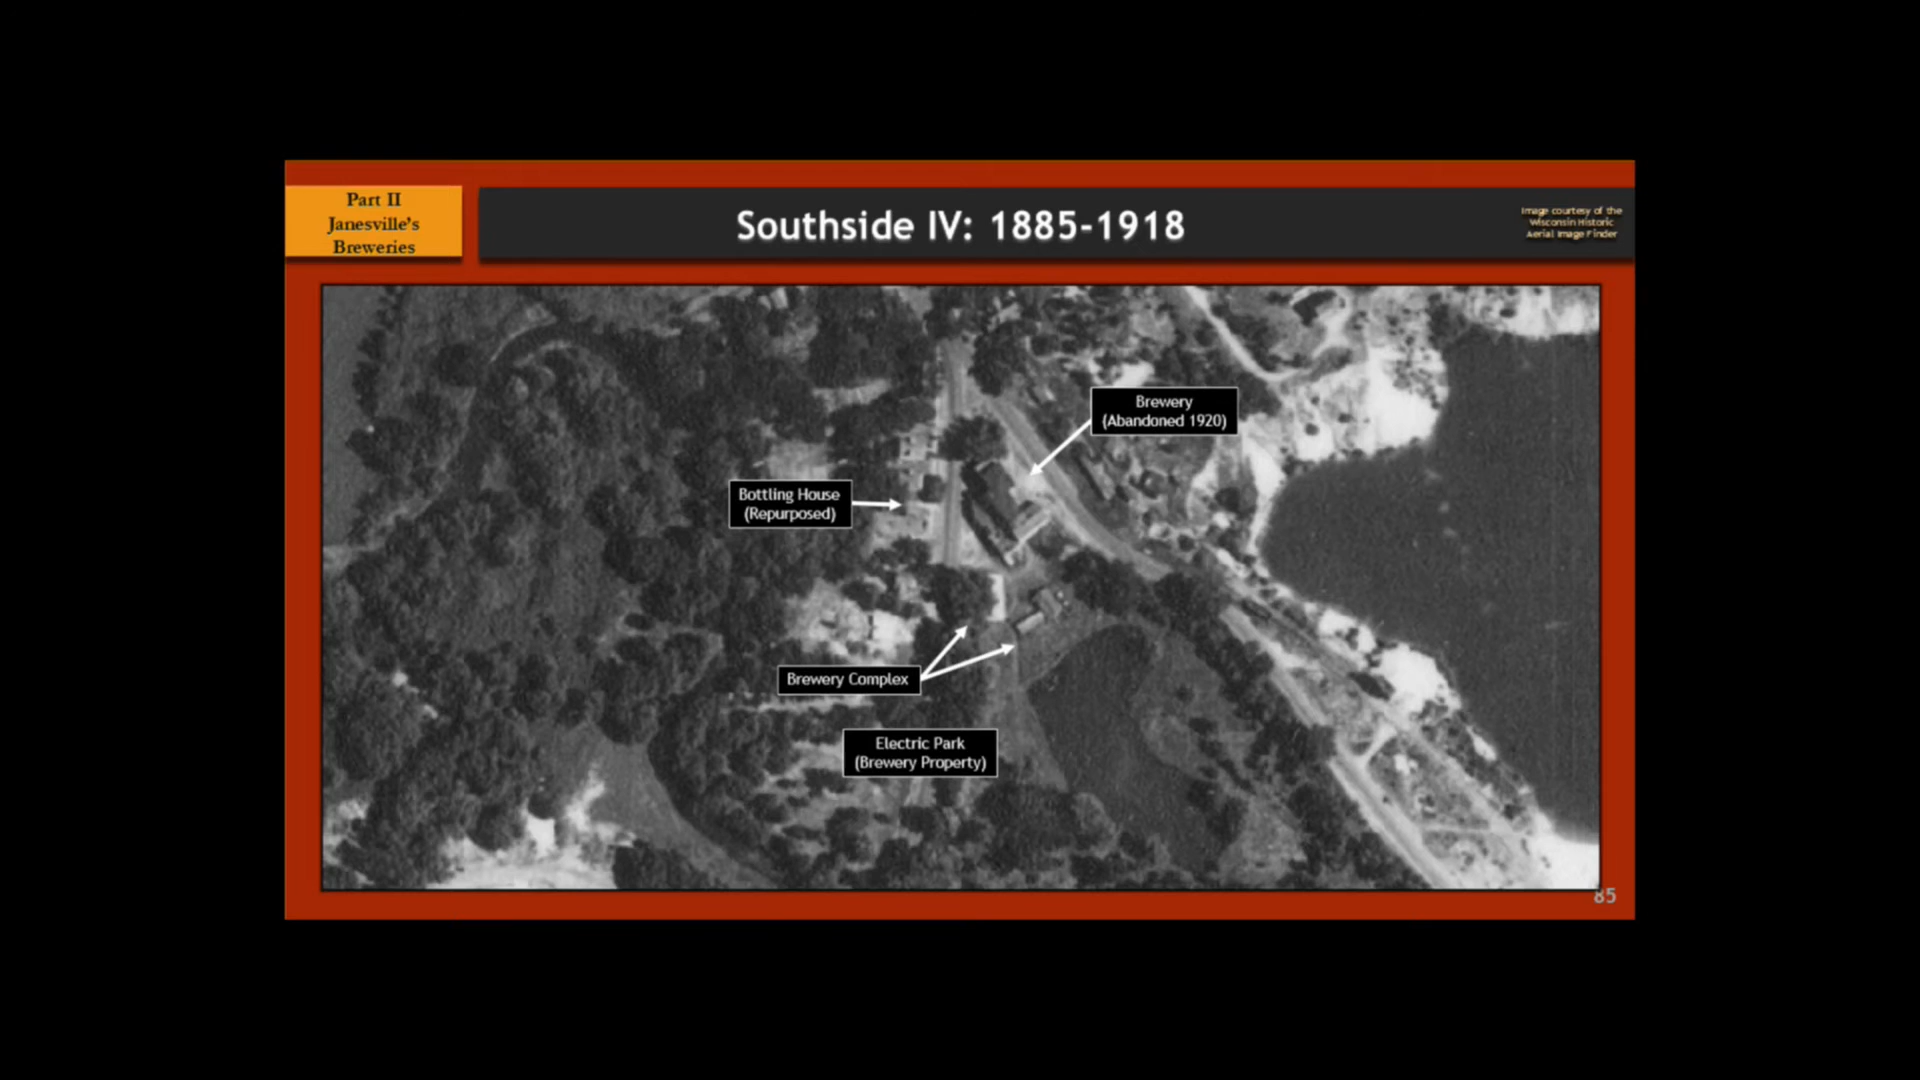 Part II
Janesville's
Breweries
Southside IV: 1885-1918
Image courtesy of the
Wisconsin Historic
Aerial Image Finder
Brewery
(Abandoned 1920)
Bottling House
(Repurposed)
Brewery Complex
Electric Park
(Brewery Property)
85